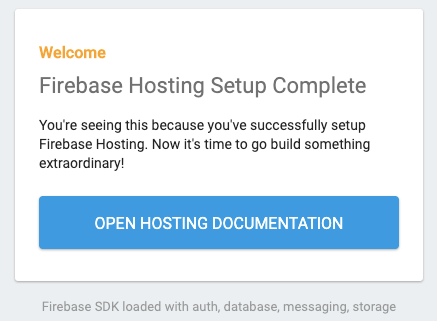 Welcome
Firebase Hosting Setup Complete
You're seeing this because you've successfully setup
Firebase Hosting. Now it's time to go build something
extraordinary!
OPEN HOSTING DOCUMENTATION
Firebase SDK loaded with auth, database, messaging, storage